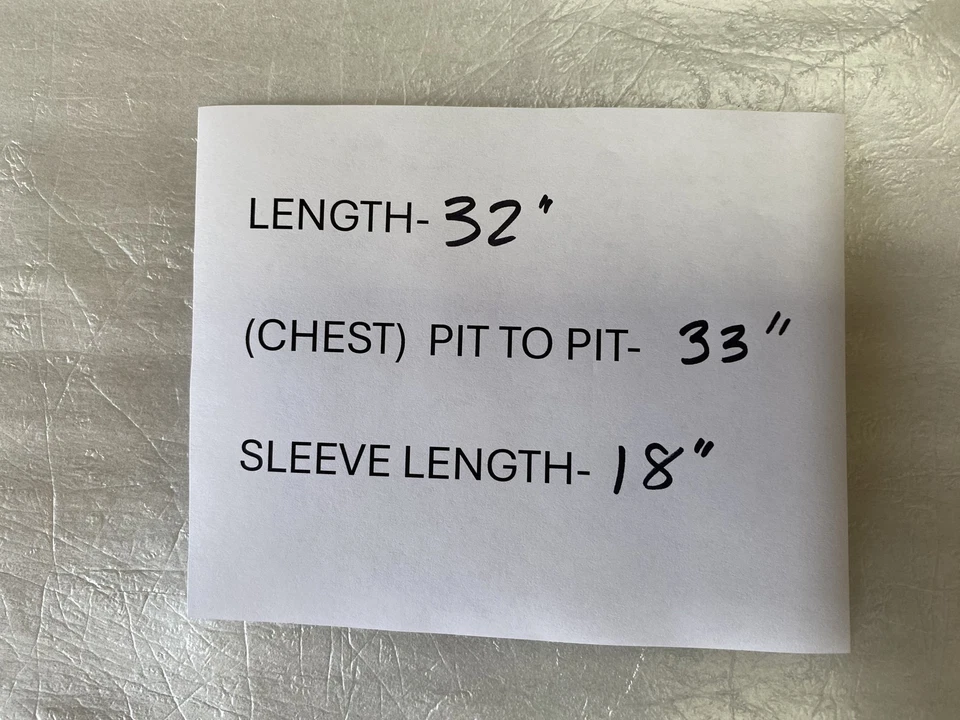 LENGTH- 32"
(CHEST) PIT TO PIT- 33"
SLEEVE LENGTH- 18"